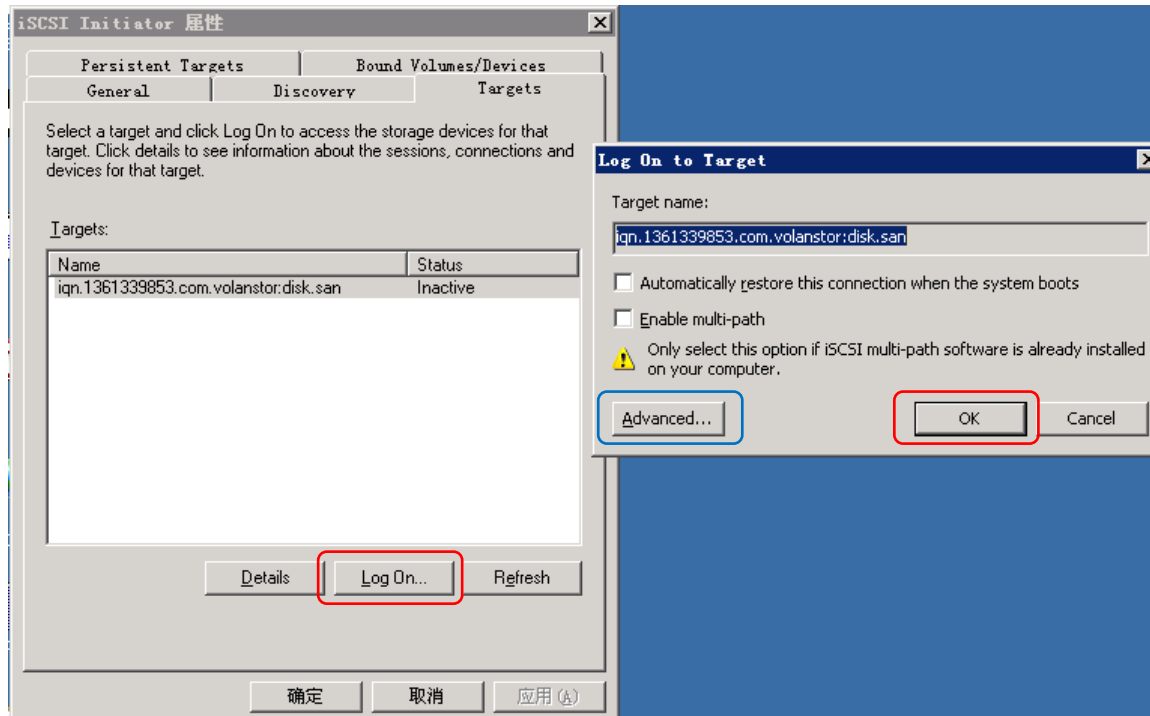 iSCSI Initiator 属性
Persistent Targets
Bound Volumes/Devices
General
Discovery
Targets
Select a target and click Log On to access the storage devices for that
target. Click details to see information about the sessions, connections and
devices for that target.
Targets:
Name
Status
iqn.1361339853.com.volanstor:disk.san
Inactive
Details
Log On...
Refresh
确定
取消
应用(A)
Log On to Target
Target name:
iqn.1361339853.com.volanstor:disk.san
Automatically restore this connection when the system boots
Enable multi-path
Only select this option if iSCSI multi-path software is already installed
on your computer.
Advanced...
OK
Cancel